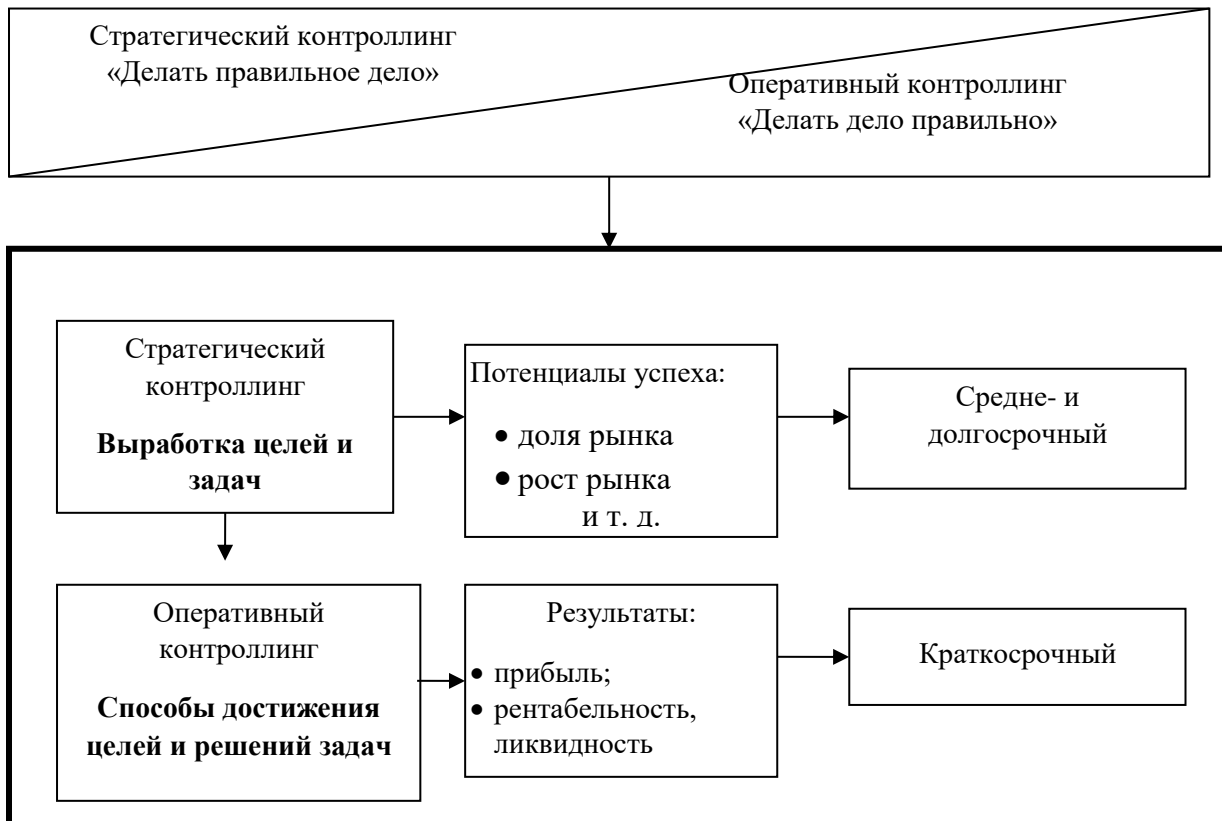 Стратегический контроллинг
«Делать правильное дело»
Оперативный контроллинг
«Делать дело правильно»
Стратегический
контроллинг
Выработка целей и
задач
Потенциалы успеха:
• доля рынка
• рост рынка
и т. д.
Средне- и
долгосрочный
Оперативный
контроллинг
Способы достижения
целей и решений задач
Результаты:
• прибыль;
• рентабельность,
ликвидность
Краткосрочный